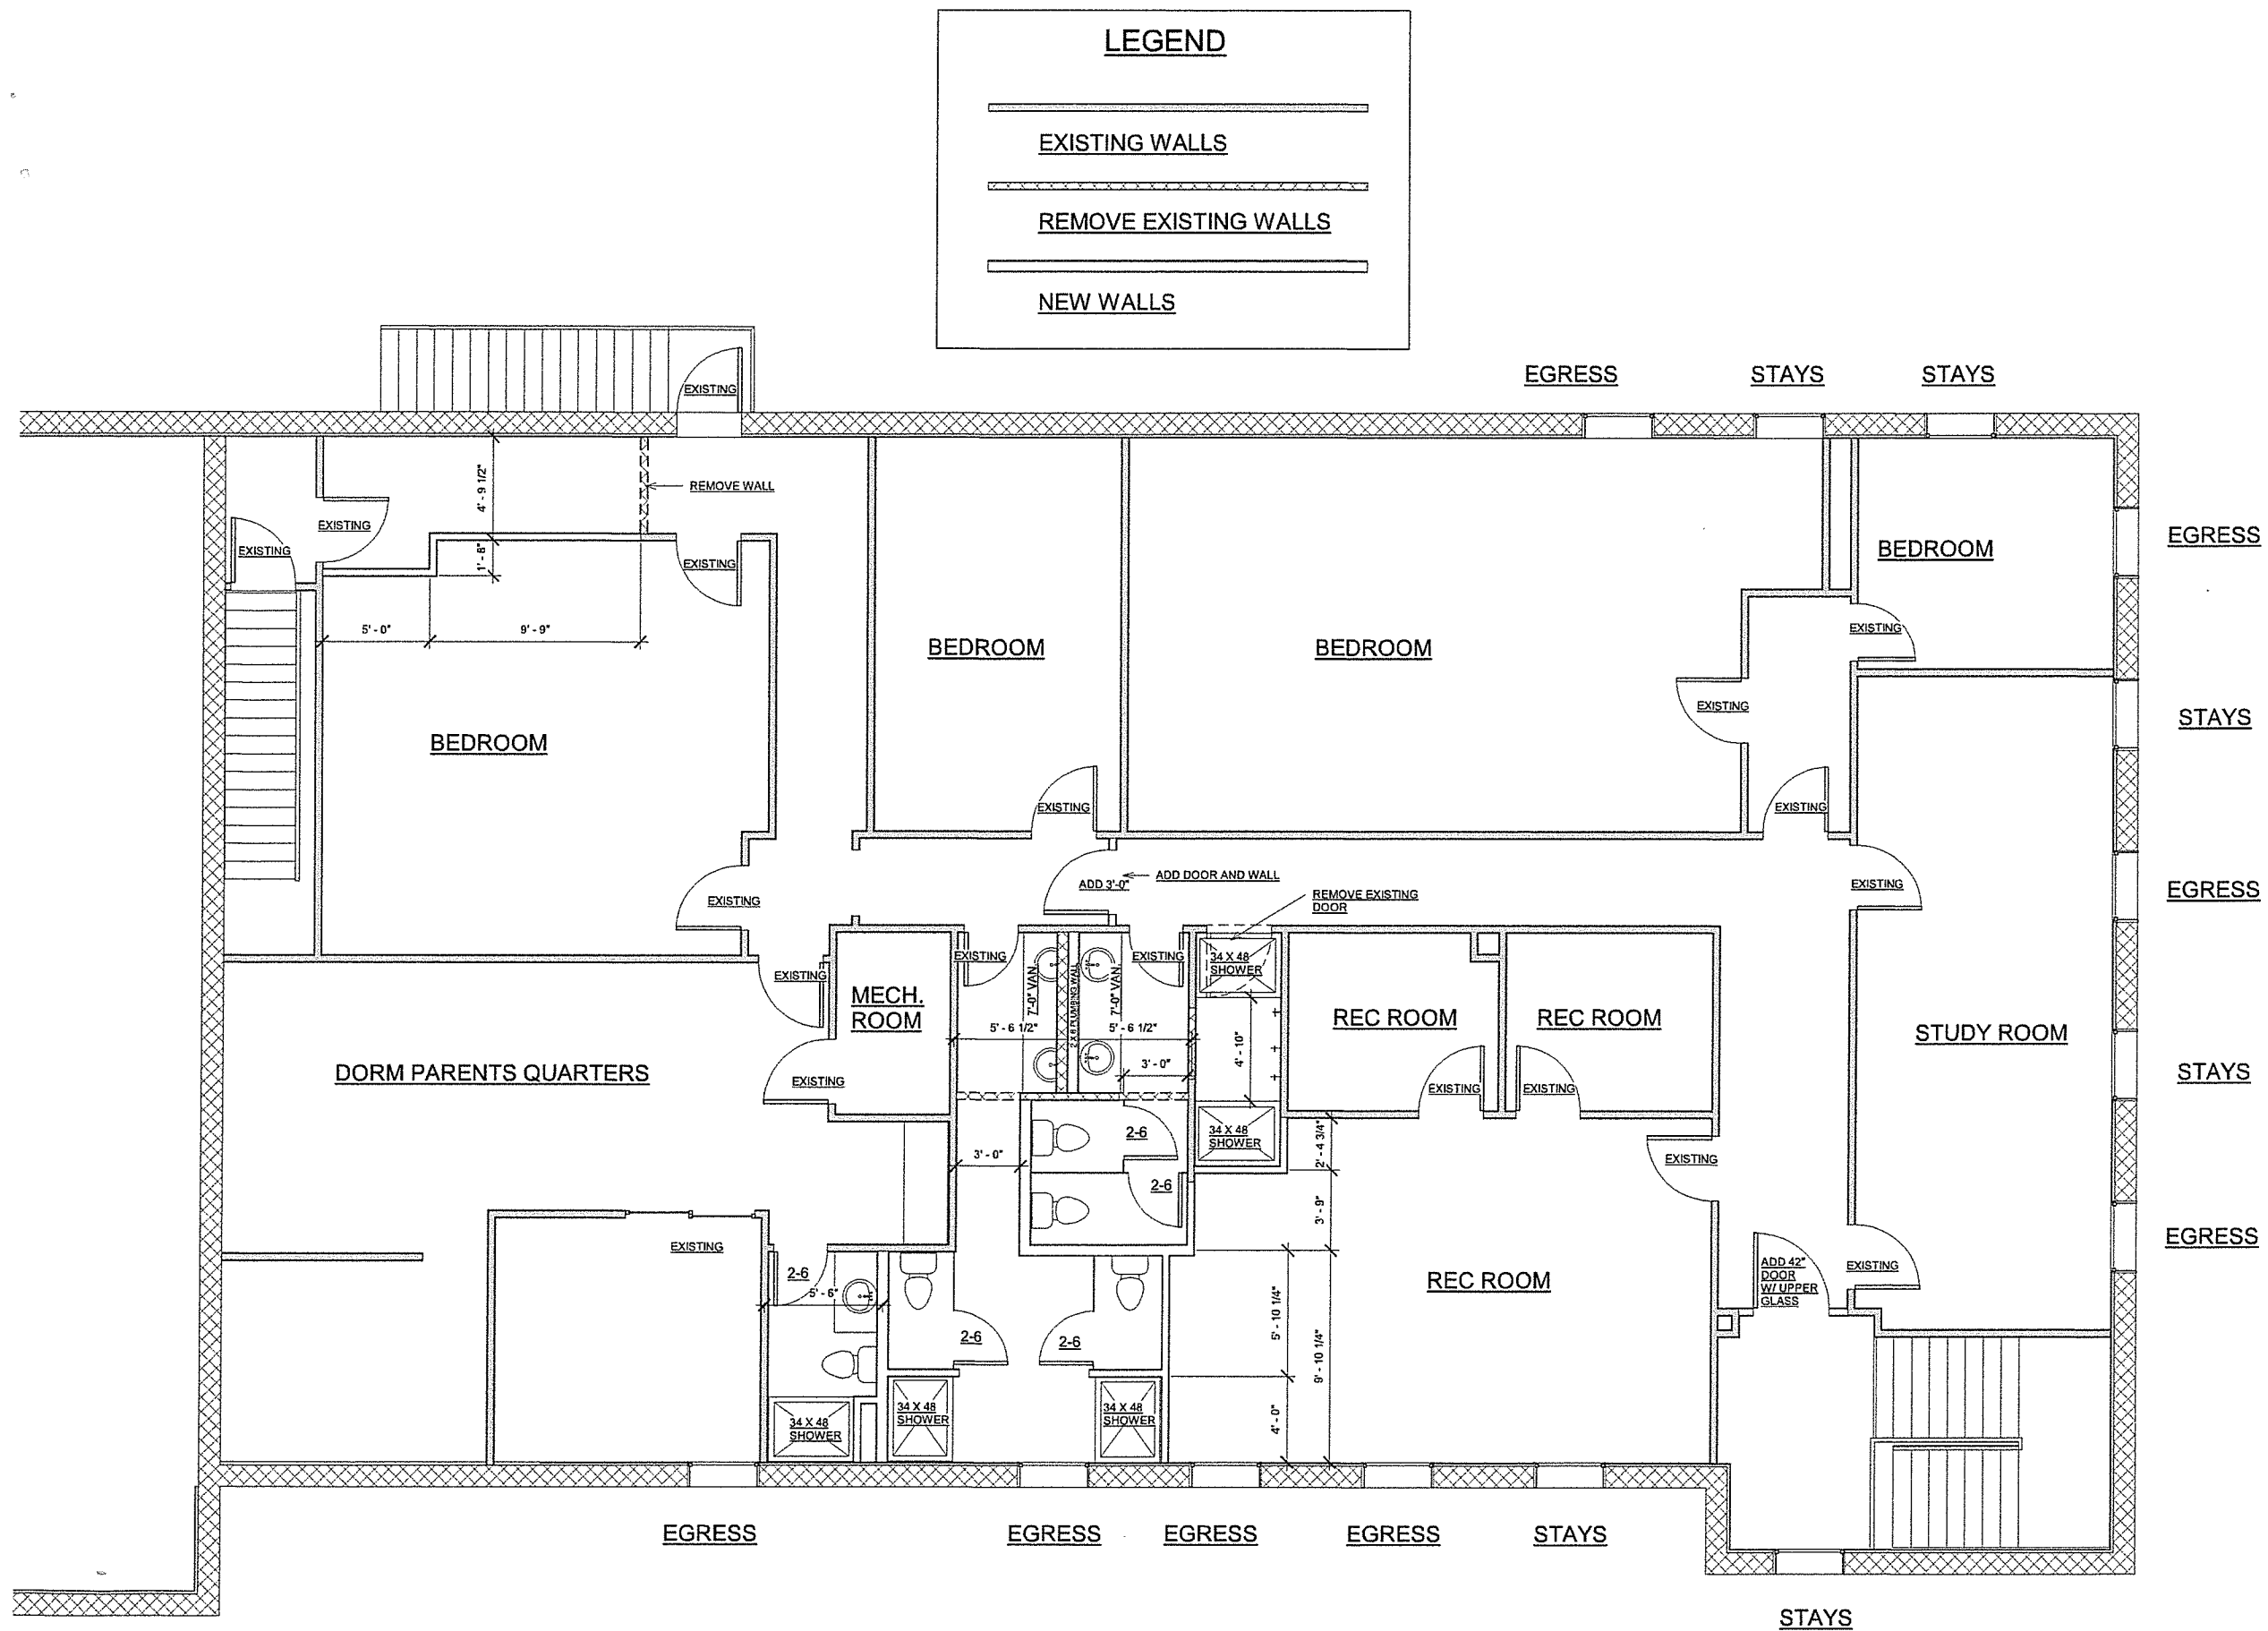 LEGEND
EXISTING WALLS
REMOVE EXISTING WALLS
NEW WALLS
EGRESS
STAYS
STAYS
EXISTING
4' - 9 1/2"
REMOVE WALL
EXISTING
EXISTING
1' - 8"
EXISTING
5' - 0"
9' - 9"
BEDROOM
BEDROOM
BEDROOM
BEDROOM
EXISTING
EXISTING
EXISTING
EXISTING
EGRESS
STAYS
EGRESS
STAYS
EGRESS
EXISTING
ADD 3'-0"
ADD DOOR AND WALL
REMOVE EXISTING
DOOR
EXISTING
EXISTING
MECH.
ROOM
EXISTING
EXISTING
7'-0" VAN.
2 X 6 PLUMBING WALL
7'-0" VAN.
EXISTING
34 X 48
SHOWER
5' - 6 1/2"
5' - 6 1/2"
3' - 0"
4' - 10"
REC ROOM
REC ROOM
STUDY ROOM
DORM PARENTS QUARTERS
EXISTING
EXISTING
3' - 0"
2-6
2-6
34 X 48
SHOWER
2' - 4 3/4"
3' - 9"
EXISTING
EXISTING
2-6
5' - 6"
2-6
2-6
5' - 10 1/4"
9' - 10 1/4"
4' - 0"
REC ROOM
ADD 42"
DOOR
W/ UPPER
GLASS
EXISTING
34 X 48
SHOWER
34 X 48
SHOWER
34 X 48
SHOWER
EGRESS
EGRESS
EGRESS
EGRESS
STAYS
STAYS